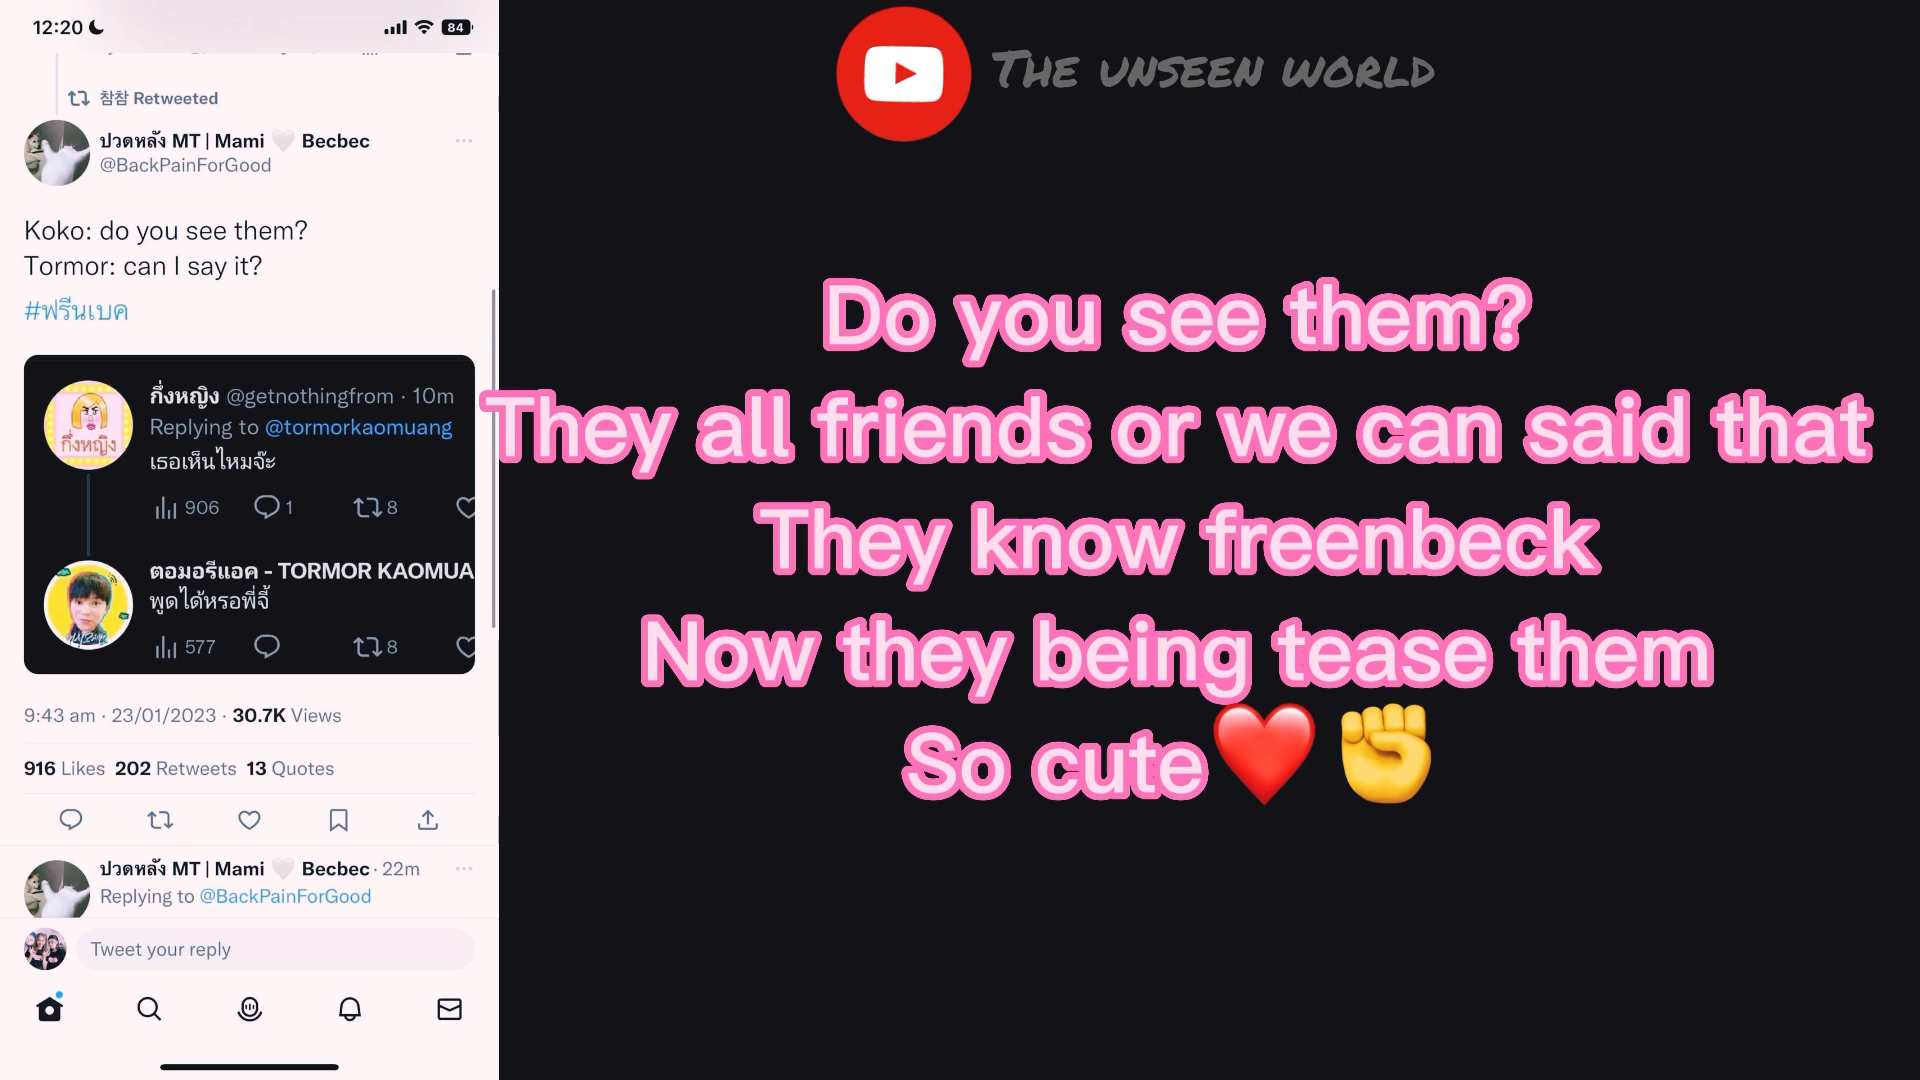 12:20
84
참참 Retweeted
ปวดหลัง MT | Mami 🤍 Becbec
@BackPainForGood
Koko: do you see them?
Tormor: can I say it?
#ฟรีนเบค
กึ่งหญิง @getnothingfrom · 10m
Replying to @tormorkaomuang
เธอเห็นไหมจ๊ะ
906 1 8
กึ่งหญิง
ตอมอรีแอค - TORMOR KAOMUA
พูดได้หรอพี่จี้
577 8
9:43 am · 23/01/2023 · 30.7K Views
916 Likes 202 Retweets 13 Quotes
ปวดหลัง MT | Mami 🤍 Becbec · 22m
Replying to @BackPainForGood
Tweet your reply
THE UNSEEN WORLD
Do you see them?
They all friends or we can said that
They know freenbeck
Now they being tease them
So cute❤️✊